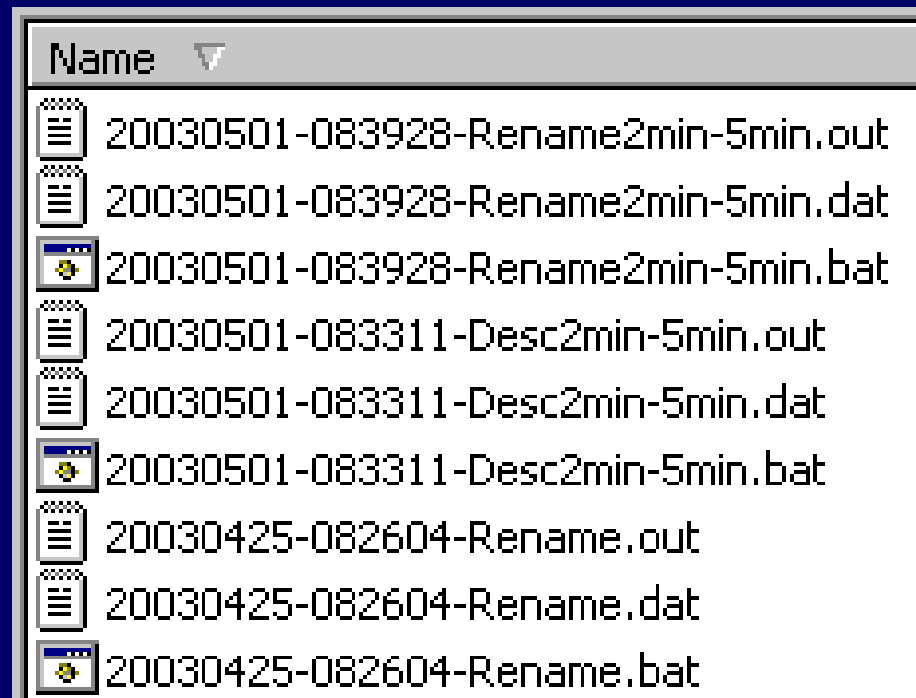 Name
20030501-083928-Rename2min-5min.out
20030501-083928-Rename2min-5min.dat
20030501-083928-Rename2min-5min.bat
20030501-083311-Desc2min-5min.out
20030501-083311-Desc2min-5min.dat
20030501-083311-Desc2min-5min.bat
20030425-082604-Rename.out
20030425-082604-Rename.dat
20030425-082604-Rename.bat